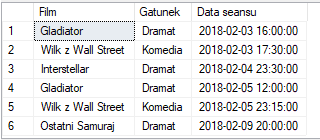 Film Gatunek Data seansu
1 Gladiator Dramat 2018-02-03 16:00:00
2 Wilk z Wall Street Komedia 2018-02-03 17:30:00
3 Interstellar Dramat 2018-02-04 23:30:00
4 Gladiator Dramat 2018-02-05 12:00:00
5 Wilk z Wall Street Komedia 2018-02-05 23:15:00
6 Ostatni Samuraj Dramat 2018-02-09 20:00:00